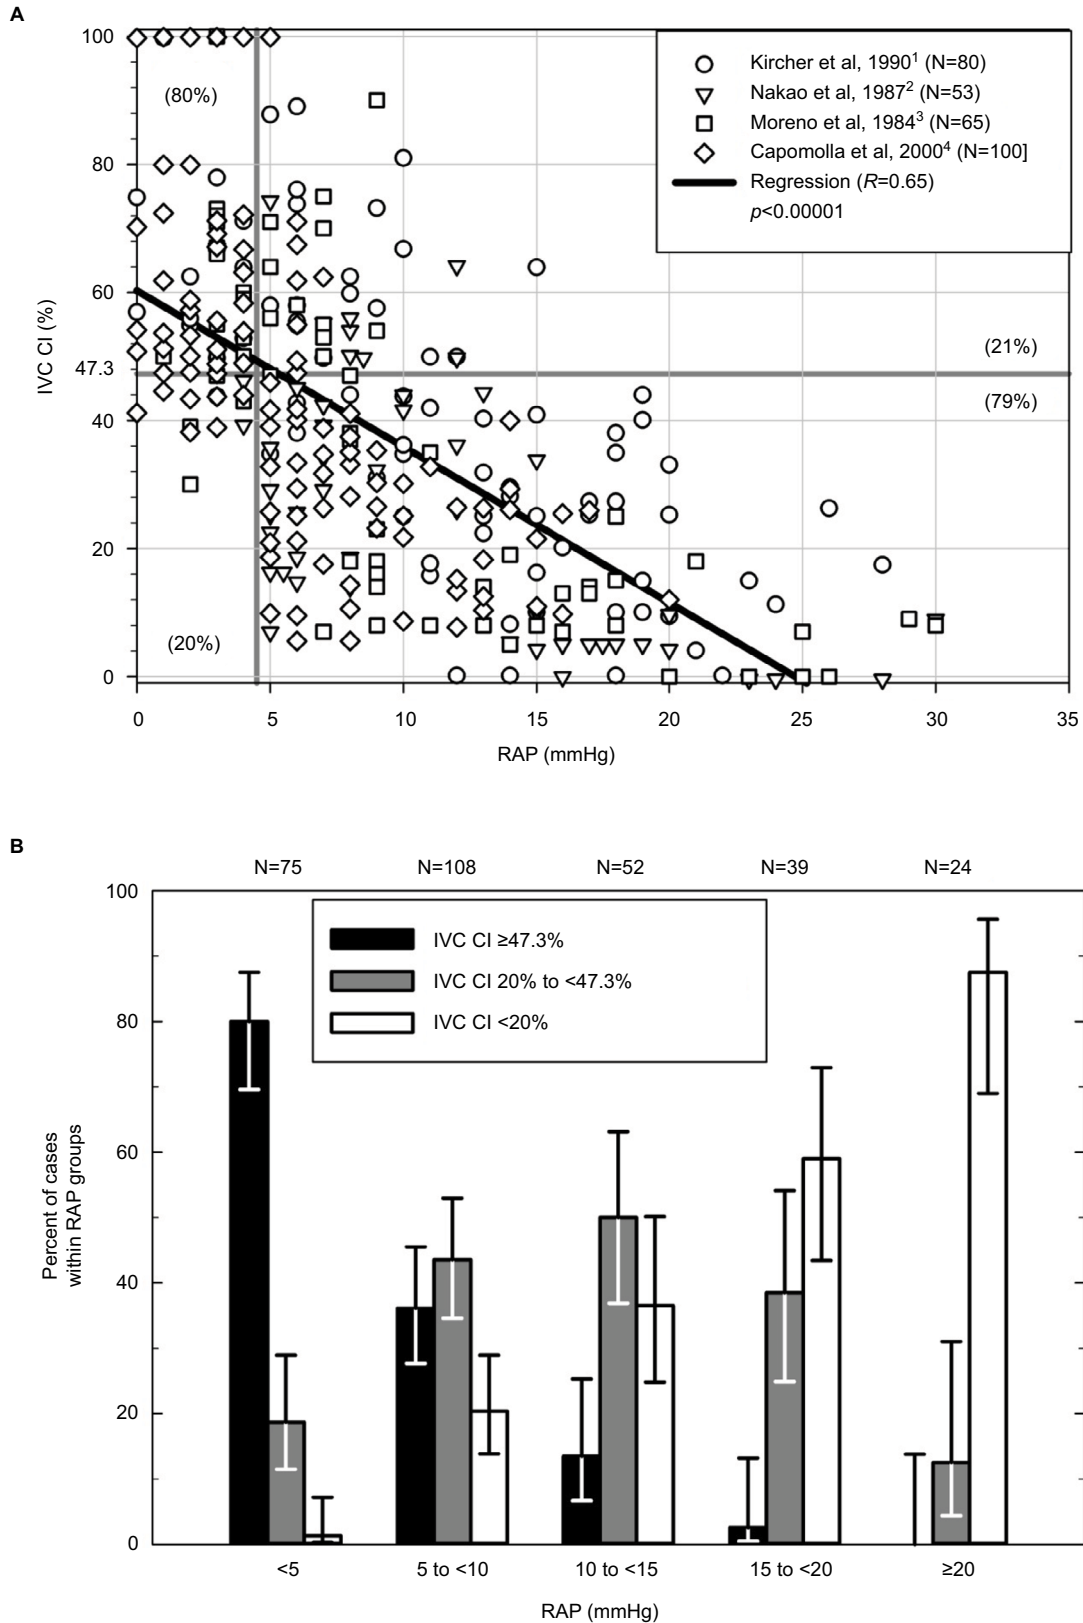 A
100
80
60
47.3
40
20
0
IVC CI (%)
(80%)
(20%)
(21%)
(79%)
Kircher et al, 1990¹ (N=80)
Nakao et al, 1987² (N=53)
Moreno et al, 1984³ (N=65)
Capomolla et al, 2000⁴ (N=100]
Regression (R=0.65)
p<0.00001
0 5 10 15 20 25 30 35
RAP (mmHg)
B
N=75 N=108 N=52 N=39 N=24
100
80
60
40
20
0
Percent of cases
within RAP groups
IVC CI ≥47.3%
IVC CI 20% to <47.3%
IVC CI <20%
<5 5 to <10 10 to <15 15 to <20 ≥20
RAP (mmHg)